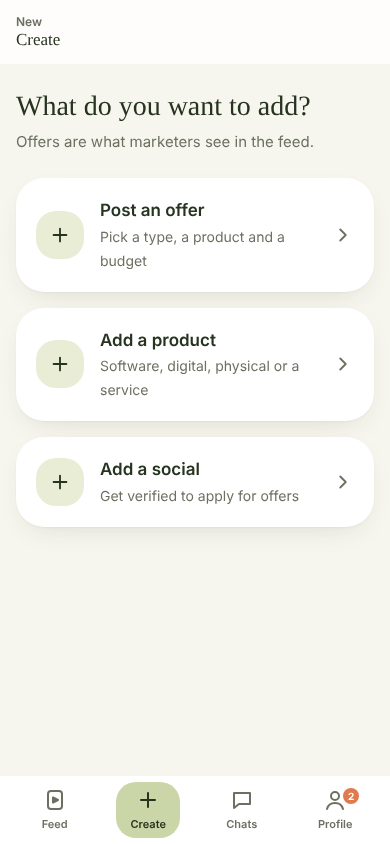 New
Create
What do you want to add?
Offers are what marketers see in the feed.
Post an offer
Pick a type, a product and a
budget
Add a product
Software, digital, physical or a
service
Add a social
Get verified to apply for offers
Feed
Create
Chats
2
Profile